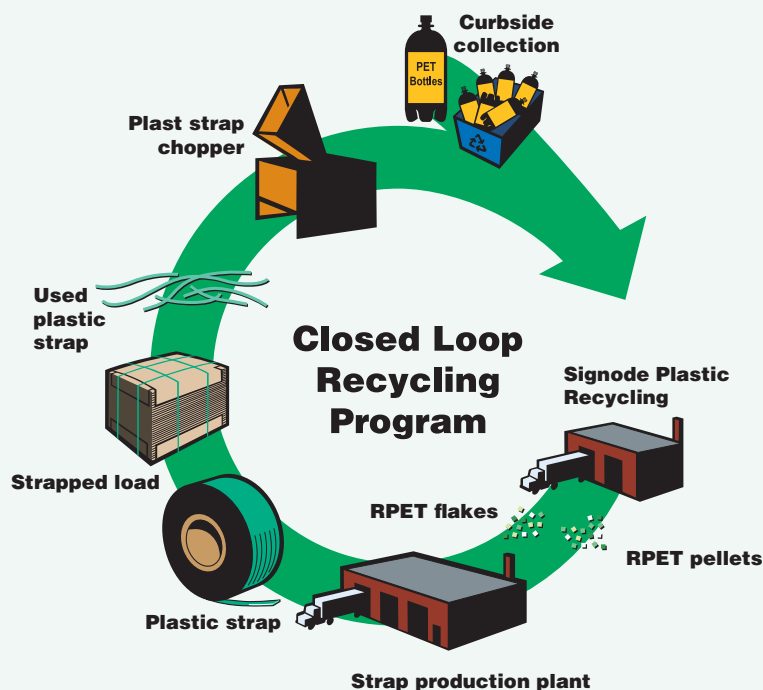 Curbside
collection
PET
Bottles
Plast strap
chopper
Used
plastic
strap
Closed Loop
Recycling
Program
Signode Plastic
Recycling
Strapped load
RPET flakes
RPET pellets
Plastic strap
Strap production plant